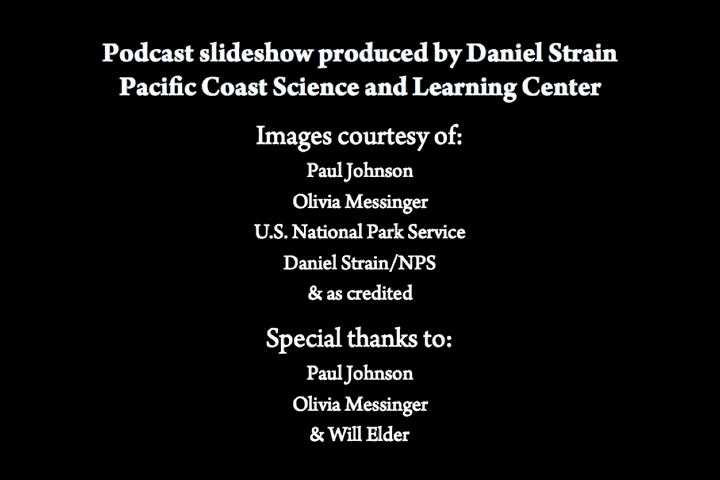 Podcast slideshow produced by Daniel Strain
Pacific Coast Science and Learning Center
Images courtesy of:
Paul Johnson
Olivia Messinger
U.S. National Park Service
Daniel Strain/NPS
& as credited
Special thanks to:
Paul Johnson
Olivia Messinger
& Will Elder